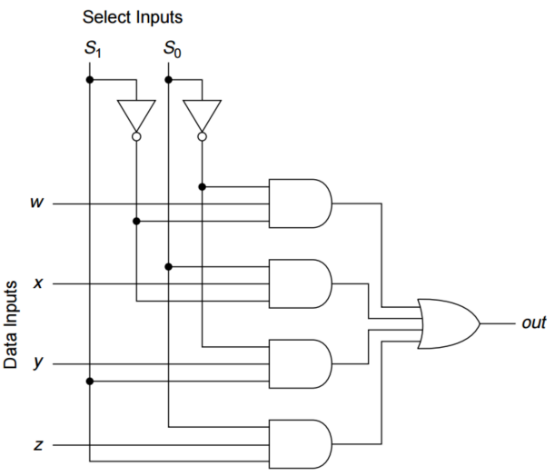 Select Inputs
S₁ S₀
w
x
y
z
Data Inputs
out